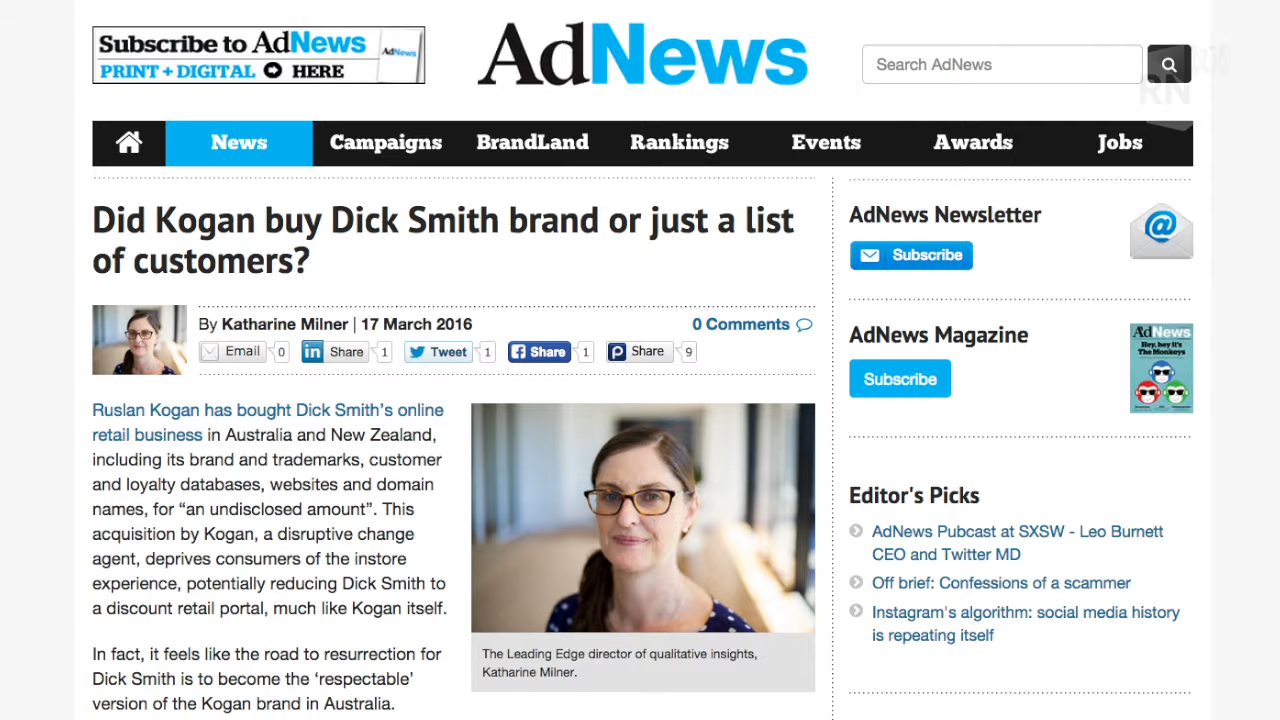 Subscribe to AdNews
PRINT + DIGITAL HERE
AdNews
AdNews
Search AdNews
RN
News
Campaigns
BrandLand
Rankings
Events
Awards
Jobs
Did Kogan buy Dick Smith brand or just a list
of customers?
By Katharine Milner | 17 March 2016
0 Comments
Email 0
in Share 1
Tweet 1
f Share 1
P Share 9
Ruslan Kogan has bought Dick Smith's online
retail business in Australia and New Zealand,
including its brand and trademarks, customer
and loyalty databases, websites and domain
names, for “an undisclosed amount”. This
acquisition by Kogan, a disruptive change
agent, deprives consumers of the instore
experience, potentially reducing Dick Smith to
a discount retail portal, much like Kogan itself.
In fact, it feels like the road to resurrection for
Dick Smith is to become the ‘respectable’
version of the Kogan brand in Australia.
The Leading Edge director of qualitative insights,
Katharine Milner.
AdNews Newsletter
@
Subscribe
AdNews Magazine
Subscribe
AdNews
Hey, hey it's
The Monkeys
Editor's Picks
AdNews Pubcast at SXSW - Leo Burnett
CEO and Twitter MD
Off brief: Confessions of a scammer
Instagram's algorithm: social media history
is repeating itself